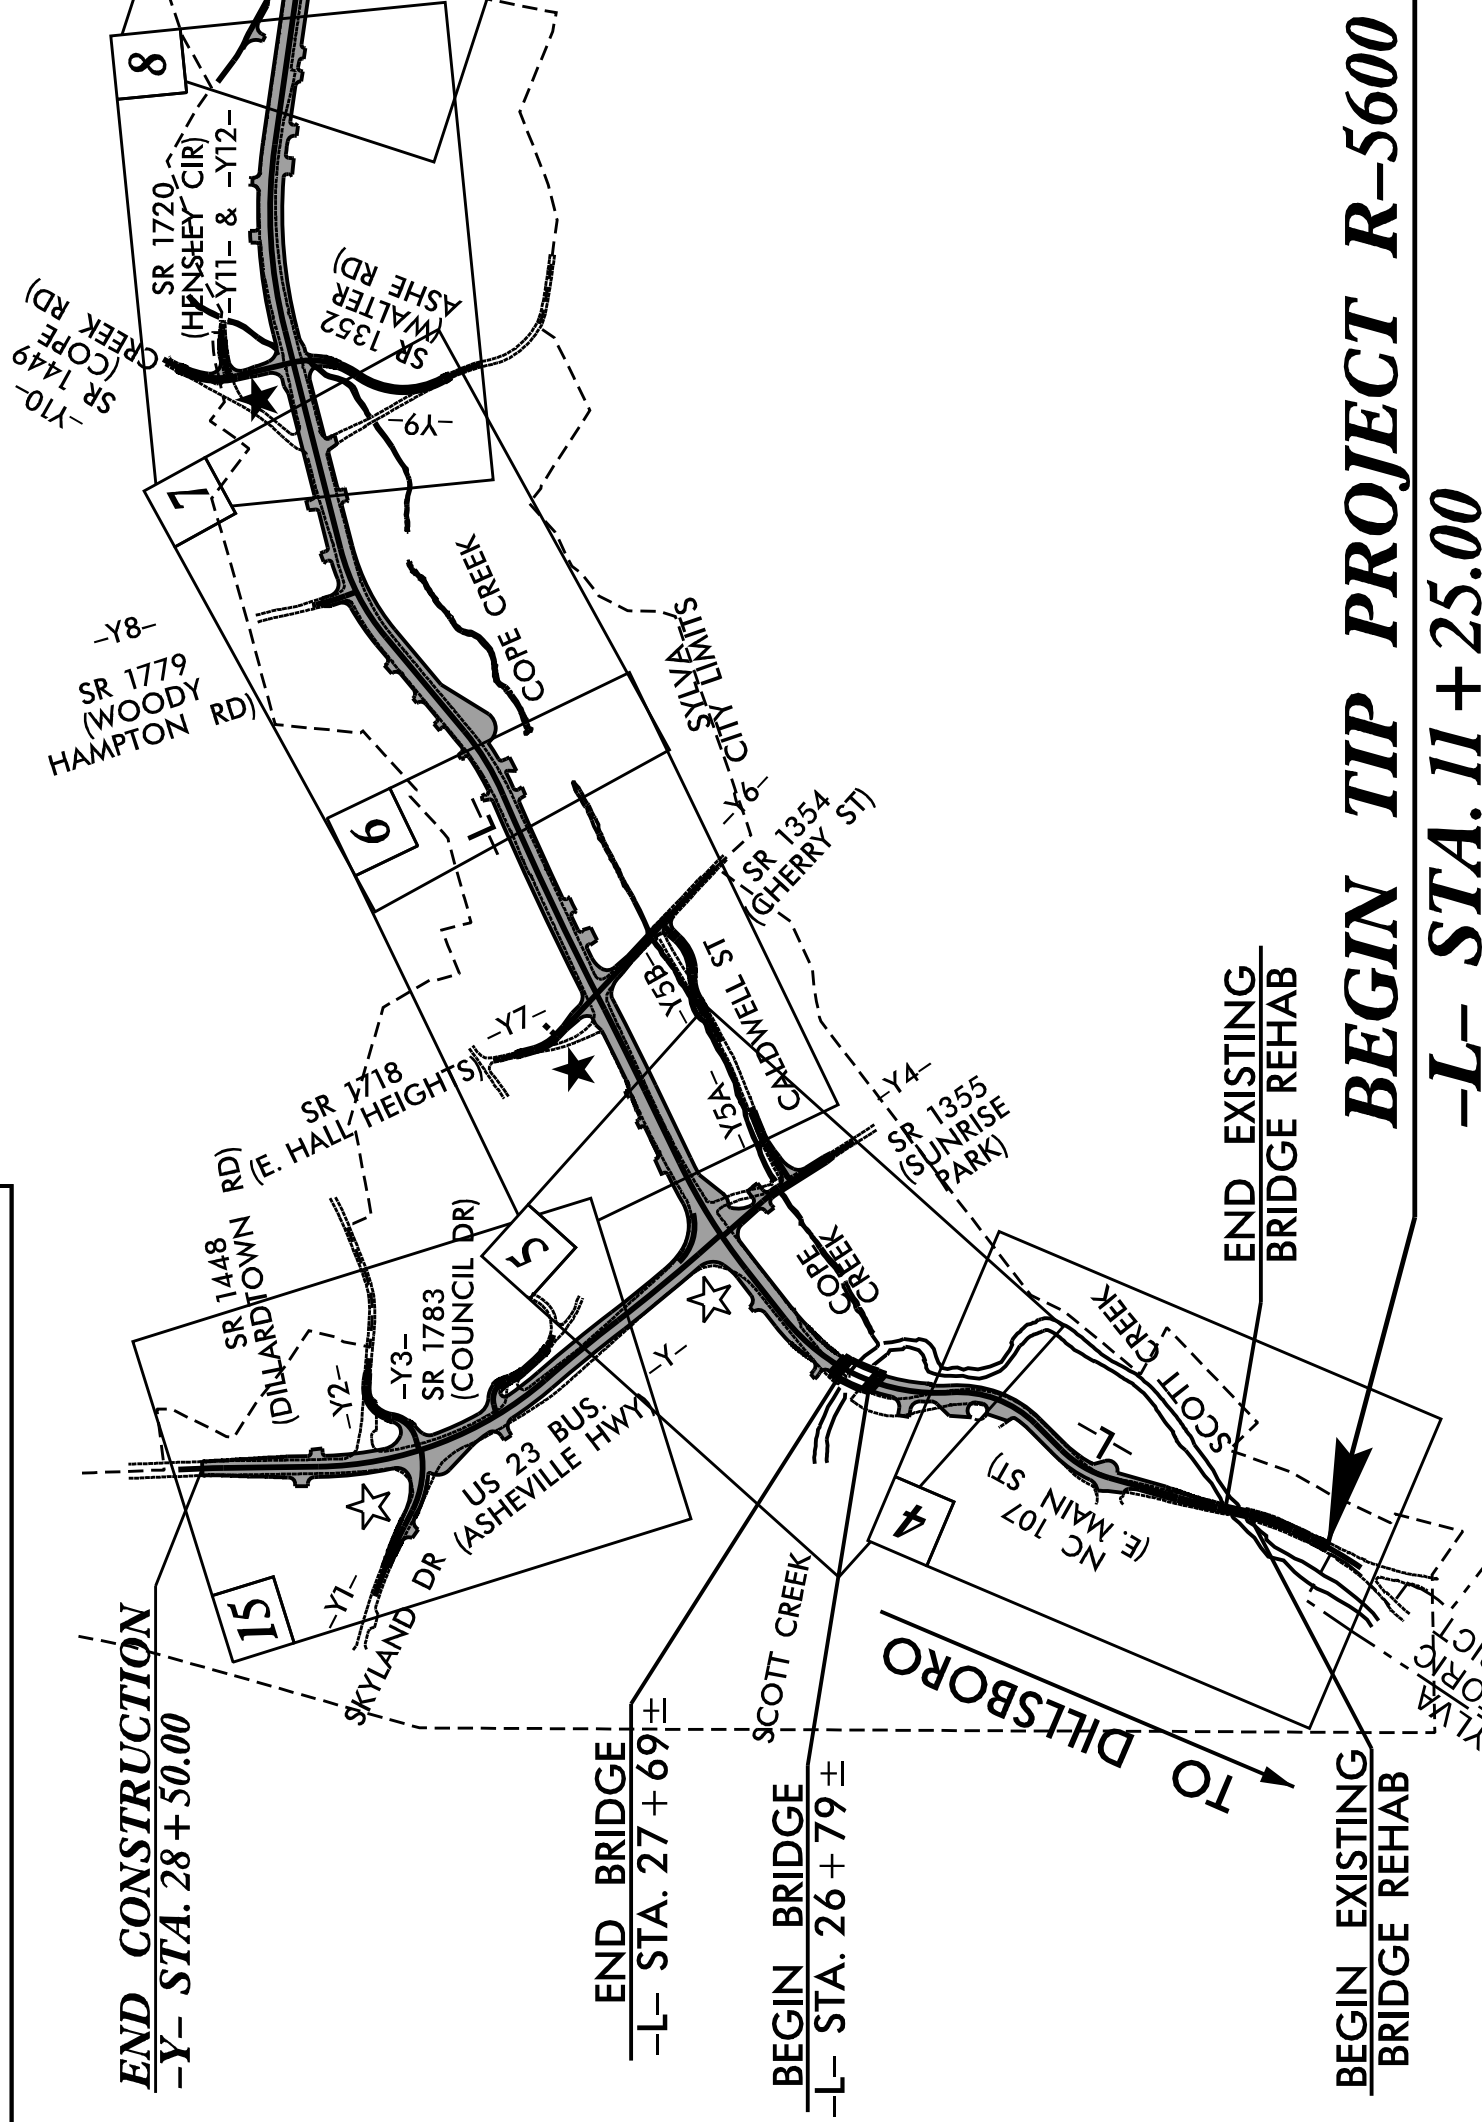 8
SR 1720
(HENSLEY CIR)
-Y11- & -Y12-
-Y10-
SR 1449
(COPE
CREEK RD)
SR 1352
(WALTER
ASHE RD)
-Y9-
7
COPE CREEK
-Y8-
SR 1779
(WOODY
HAMPTON RD)
SYLVA
CITY LIMITS
6
-L-
-Y6-
SR 1354
(CHERRY ST)
-Y7-
SR 1718
(E. HALL HEIGHTS)
-Y5B-
CALDWELL ST
-Y5A-
-Y4-
SR 1355
(SUNRISE
PARK)
SR 1448
(DILLARDTOWN RD)
5
-Y2-
-Y3-
SR 1783
(COUNCIL DR)
-Y-
US 23 BUS.
(ASHEVILLE HWY)
COPE
CREEK
SCOTT CREEK
-L-
4
NC 107
(E. MAIN ST)
15
-Y1-
SKYLAND DR
SCOTT CREEK
TO DILLSBORO
END CONSTRUCTION
-Y- STA. 28+50.00
END BRIDGE
-L- STA. 27+69 ±
BEGIN BRIDGE
-L- STA. 26+79 ±
END EXISTING
BRIDGE REHAB
BEGIN EXISTING
BRIDGE REHAB
BEGIN TIP PROJECT R-5600
-L- STA. 11+25.00